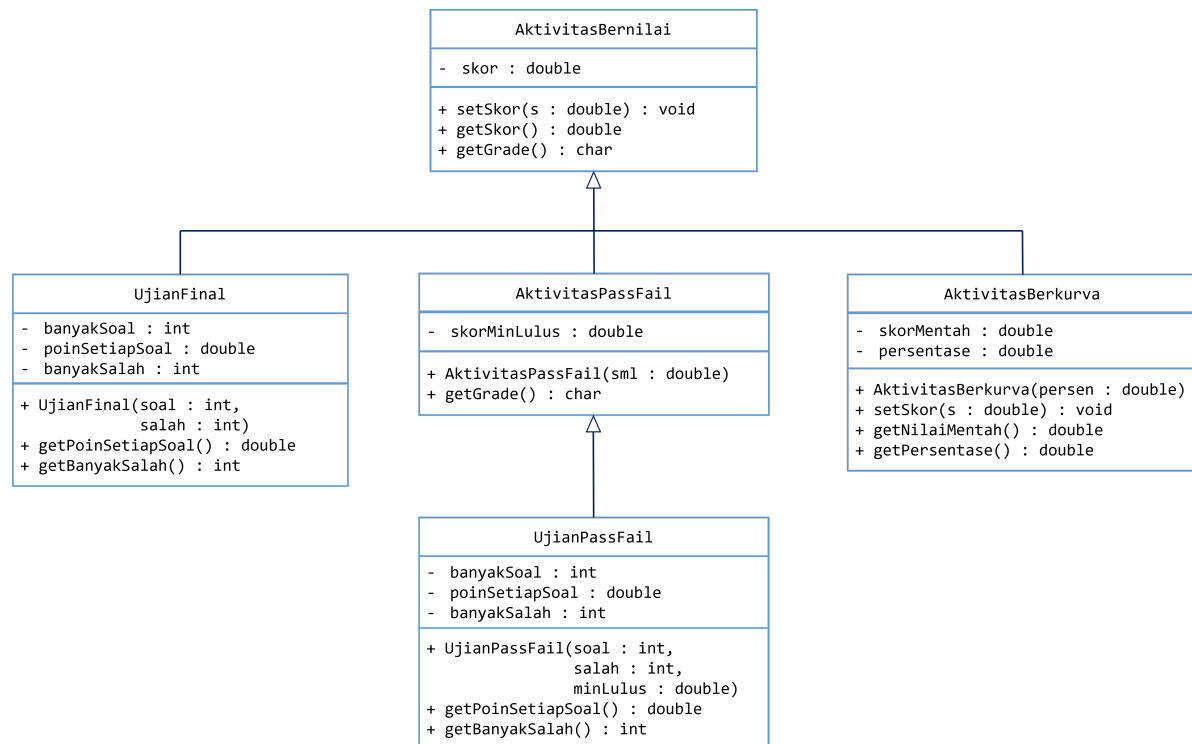 AktivitasBernilai
- skor : double
+ setSkor(s : double) : void
+ getSkor() : double
+ getGrade() : char
UjianFinal
- banyakSoal : int
- poinSetiapSoal : double
- banyakSalah : int
+ UjianFinal(soal : int,
salah : int)
+ getPoinSetiapSoal() : double
+ getBanyakSalah() : int
AktivitasPassFail
- skorMinLulus : double
+ AktivitasPassFail(sml : double)
+ getGrade() : char
AktivitasBerkurva
- skorMentah : double
- persentase : double
+ AktivitasBerkurva(persen : double)
+ setSkor(s : double) : void
+ getNilaiMentah() : double
+ getPersentase() : double
UjianPassFail
- banyakSoal : int
- poinSetiapSoal : double
- banyakSalah : int
+ UjianPassFail(soal : int,
salah : int,
minLulus : double)
+ getPoinSetiapSoal() : double
+ getBanyakSalah() : int